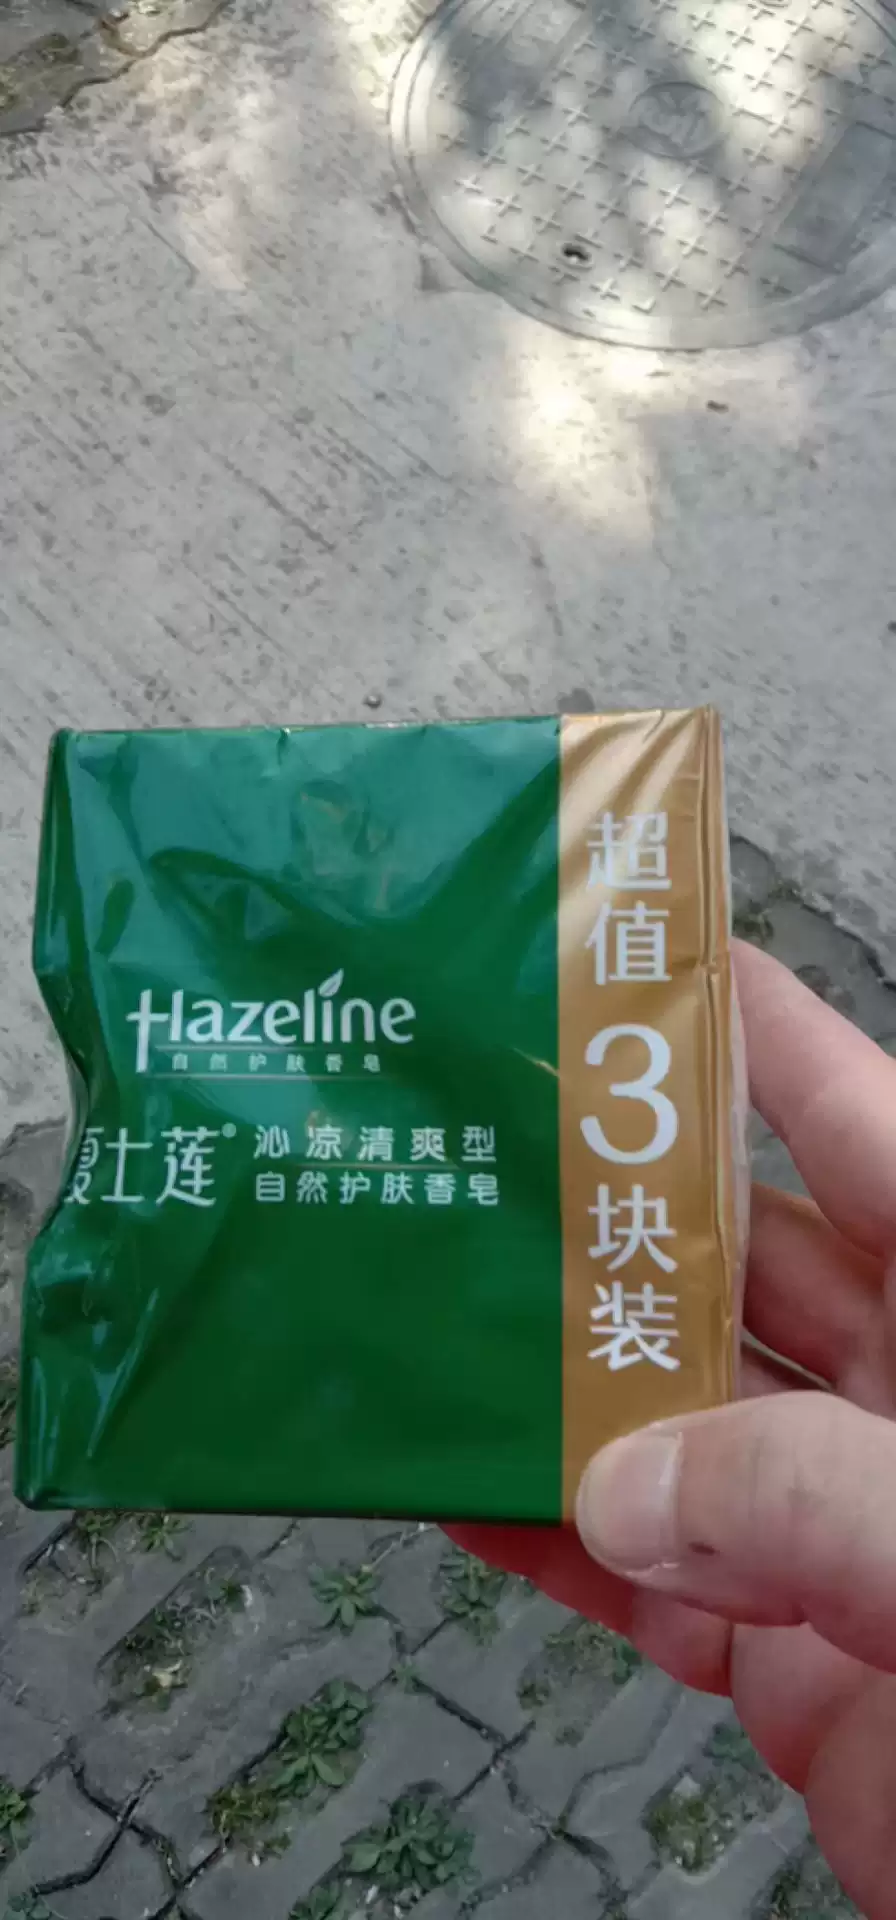 Hazeline
自然护肤香皂
夏士莲®
沁凉清爽型
自然护肤香皂
超值3块装